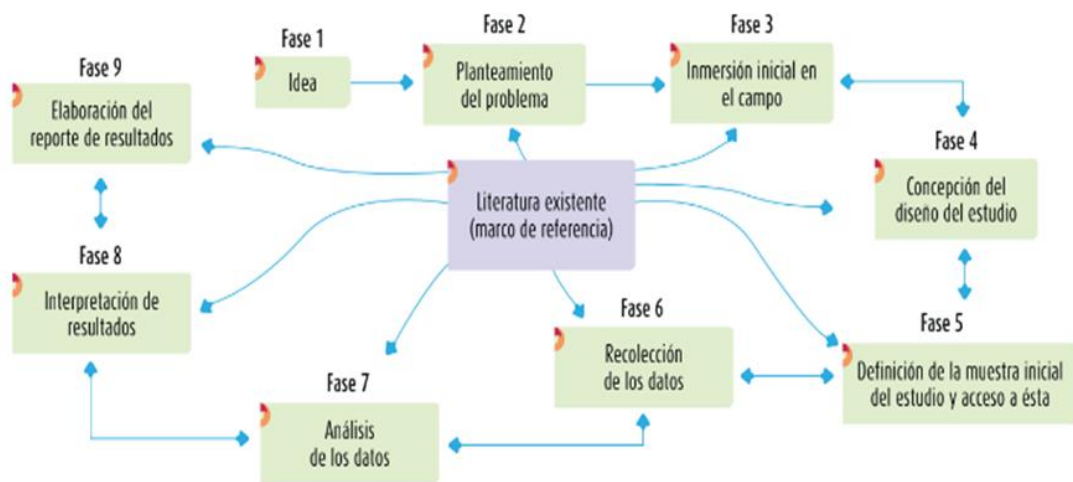 Fase 1
Idea
Fase 2
Planteamiento
del problema
Fase 3
Inmersión inicial en
el campo
Fase 4
Concepción del
diseño del estudio
Fase 5
Definición de la muestra inicial
del estudio y acceso a ésta
Fase 6
Recolección
de los datos
Fase 7
Análisis
de los datos
Fase 8
Interpretación de
resultados
Fase 9
Elaboración del
reporte de resultados
Literatura existente
(marco de referencia)